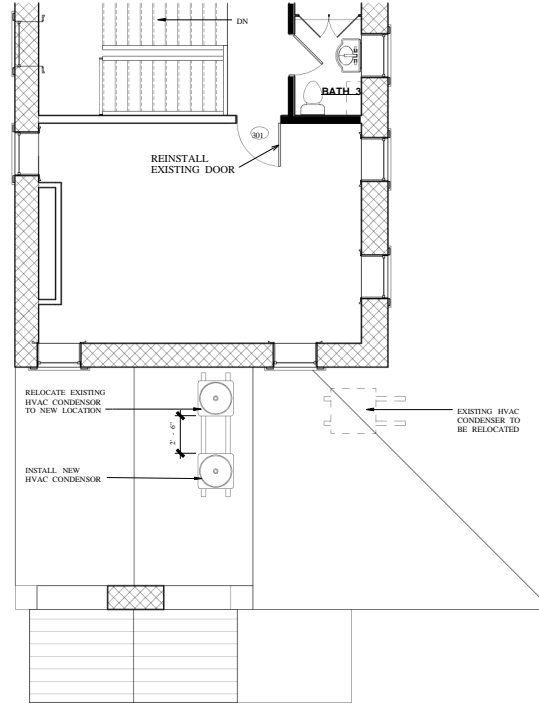 DN
BATH 3
301
REINSTALL
EXISTING DOOR
RELOCATE EXISTING
HVAC CONDENSOR
TO NEW LOCATION
EXISTING HVAC
CONDENSER TO
BE RELOCATED
2' - 6"
INSTALL NEW
HVAC CONDENSOR